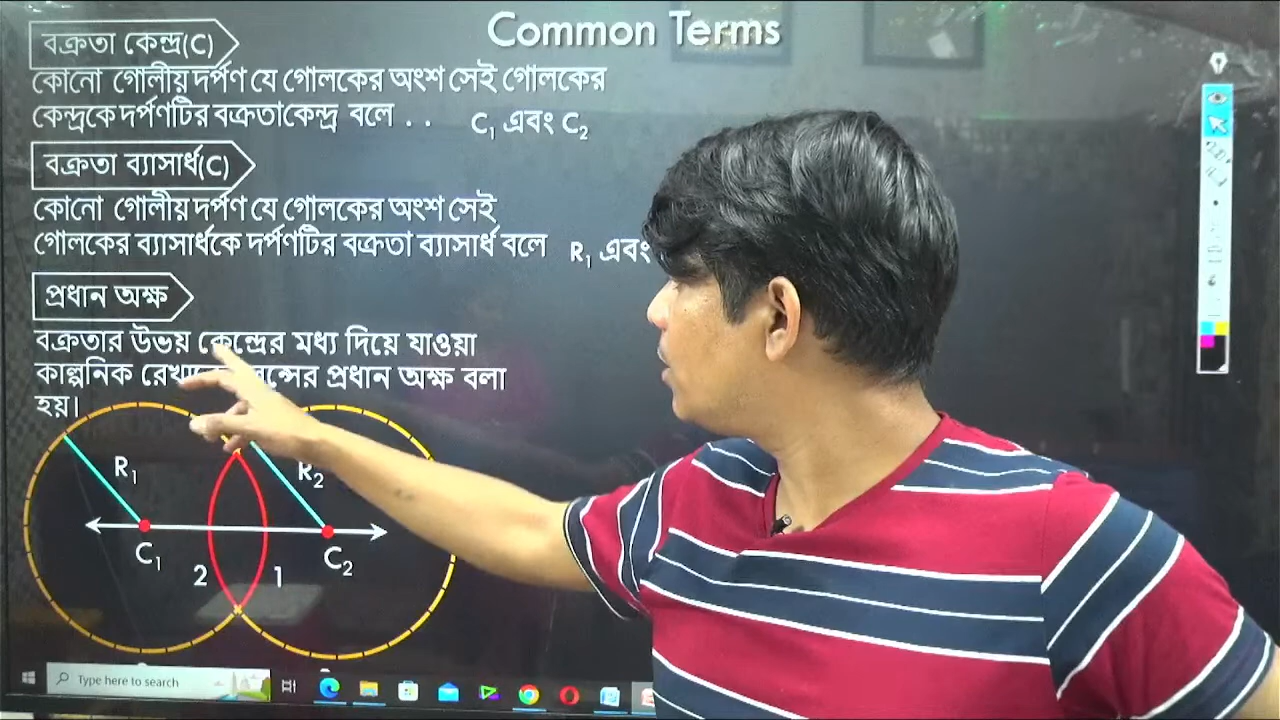 Common Terms
বক্রতা কেন্দ্র(C)
কোনো গোলীয় দর্পণ যে গোলকের অংশ সেই গোলকের
কেন্দ্রকে দর্পণটির বক্রতাকেন্দ্র বলে . . C₁ এবং C₂
বক্রতা ব্যাসার্ধ(C)
কোনো গোলীয় দর্পণ যে গোলকের অংশ সেই
গোলকের ব্যাসার্ধকে দর্পণটির বক্রতা ব্যাসার্ধ বলে R₁ এবং
প্রধান অক্ষ
বক্রতার উভয় কেন্দ্রের মধ্য দিয়ে যাওয়া
কাল্পনিক প্রধান অক্ষ বলা
হয়।
R₁ R₂
C₁ C₂
2 1
Type here to search